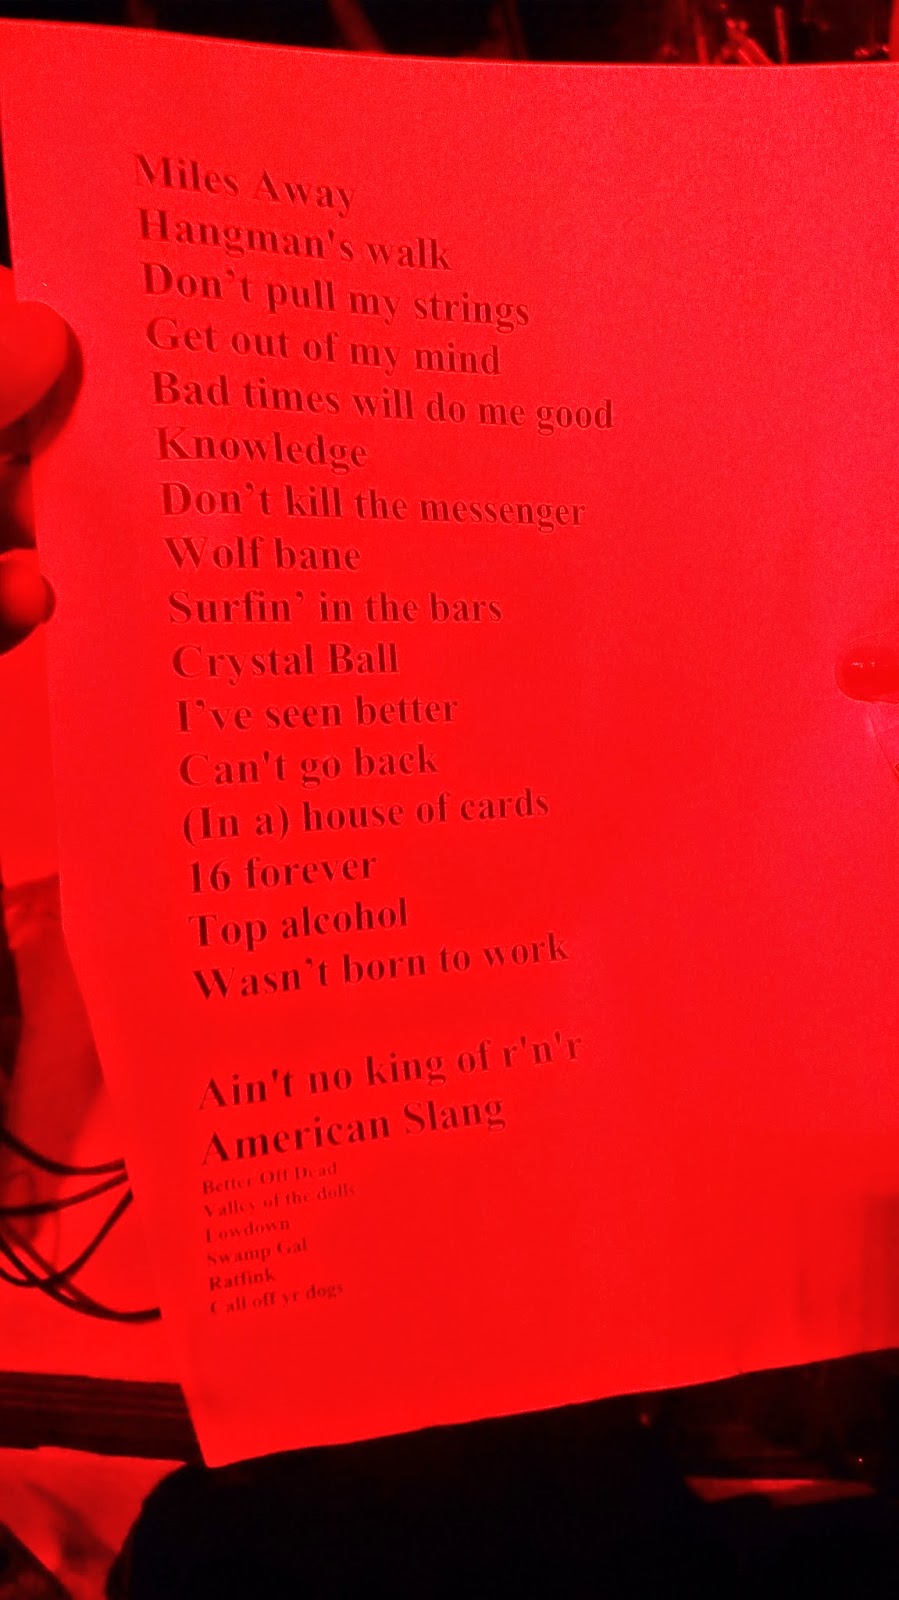 Miles Away
Hangman's walk
Don’t pull my strings
Get out of my mind
Bad times will do me good
Knowledge
Don’t kill the messenger
Wolf bane
Surfin’ in the bars
Crystal Ball
I’ve seen better
Can't go back
(In a) house of cards
16 forever
Top alcohol
Wasn’t born to work
Ain't no king of r'n'r
American Slang
Better Off Dead
Valley of the dolls
Lowdown
Swamp Gal
Ratfink
Call off yr dogs